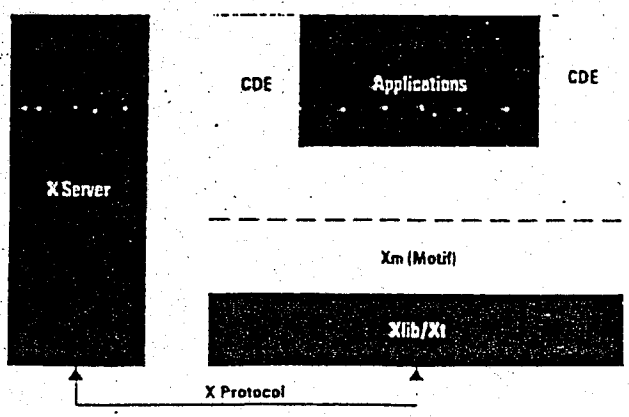 CDE
Applications
CDE
X Server
Xm (Motif)
Xlib/Xt
X Protocol